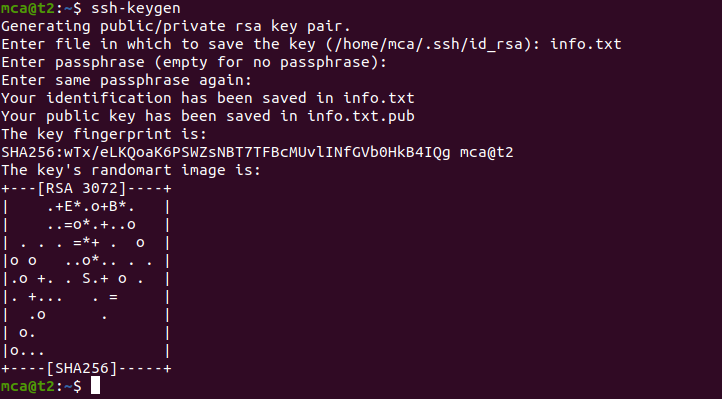 mca@t2:~$ ssh-keygen
Generating public/private rsa key pair.
Enter file in which to save the key (/home/mca/.ssh/id_rsa): info.txt
Enter passphrase (empty for no passphrase):
Enter same passphrase again:
Your identification has been saved in info.txt
Your public key has been saved in info.txt.pub
The key fingerprint is:
SHA256:wTx/eLKQoaK6PSWZsNBT7TFBcMUvlINfGVb0HkB4IQg mca@t2
The key's randomart image is:
+---[RSA 3072]----+
|    .+E*.o+B*.   |
|    ..=o*.+..o   |
| . . . =*+ .  o  |
|o o   ..o*.. . . |
|.o +. . S.+ o .  |
|. +...   . =     |
|  .o      .      |
| o.              |
|o...             |
+----[SHA256]-----+
mca@t2:~$